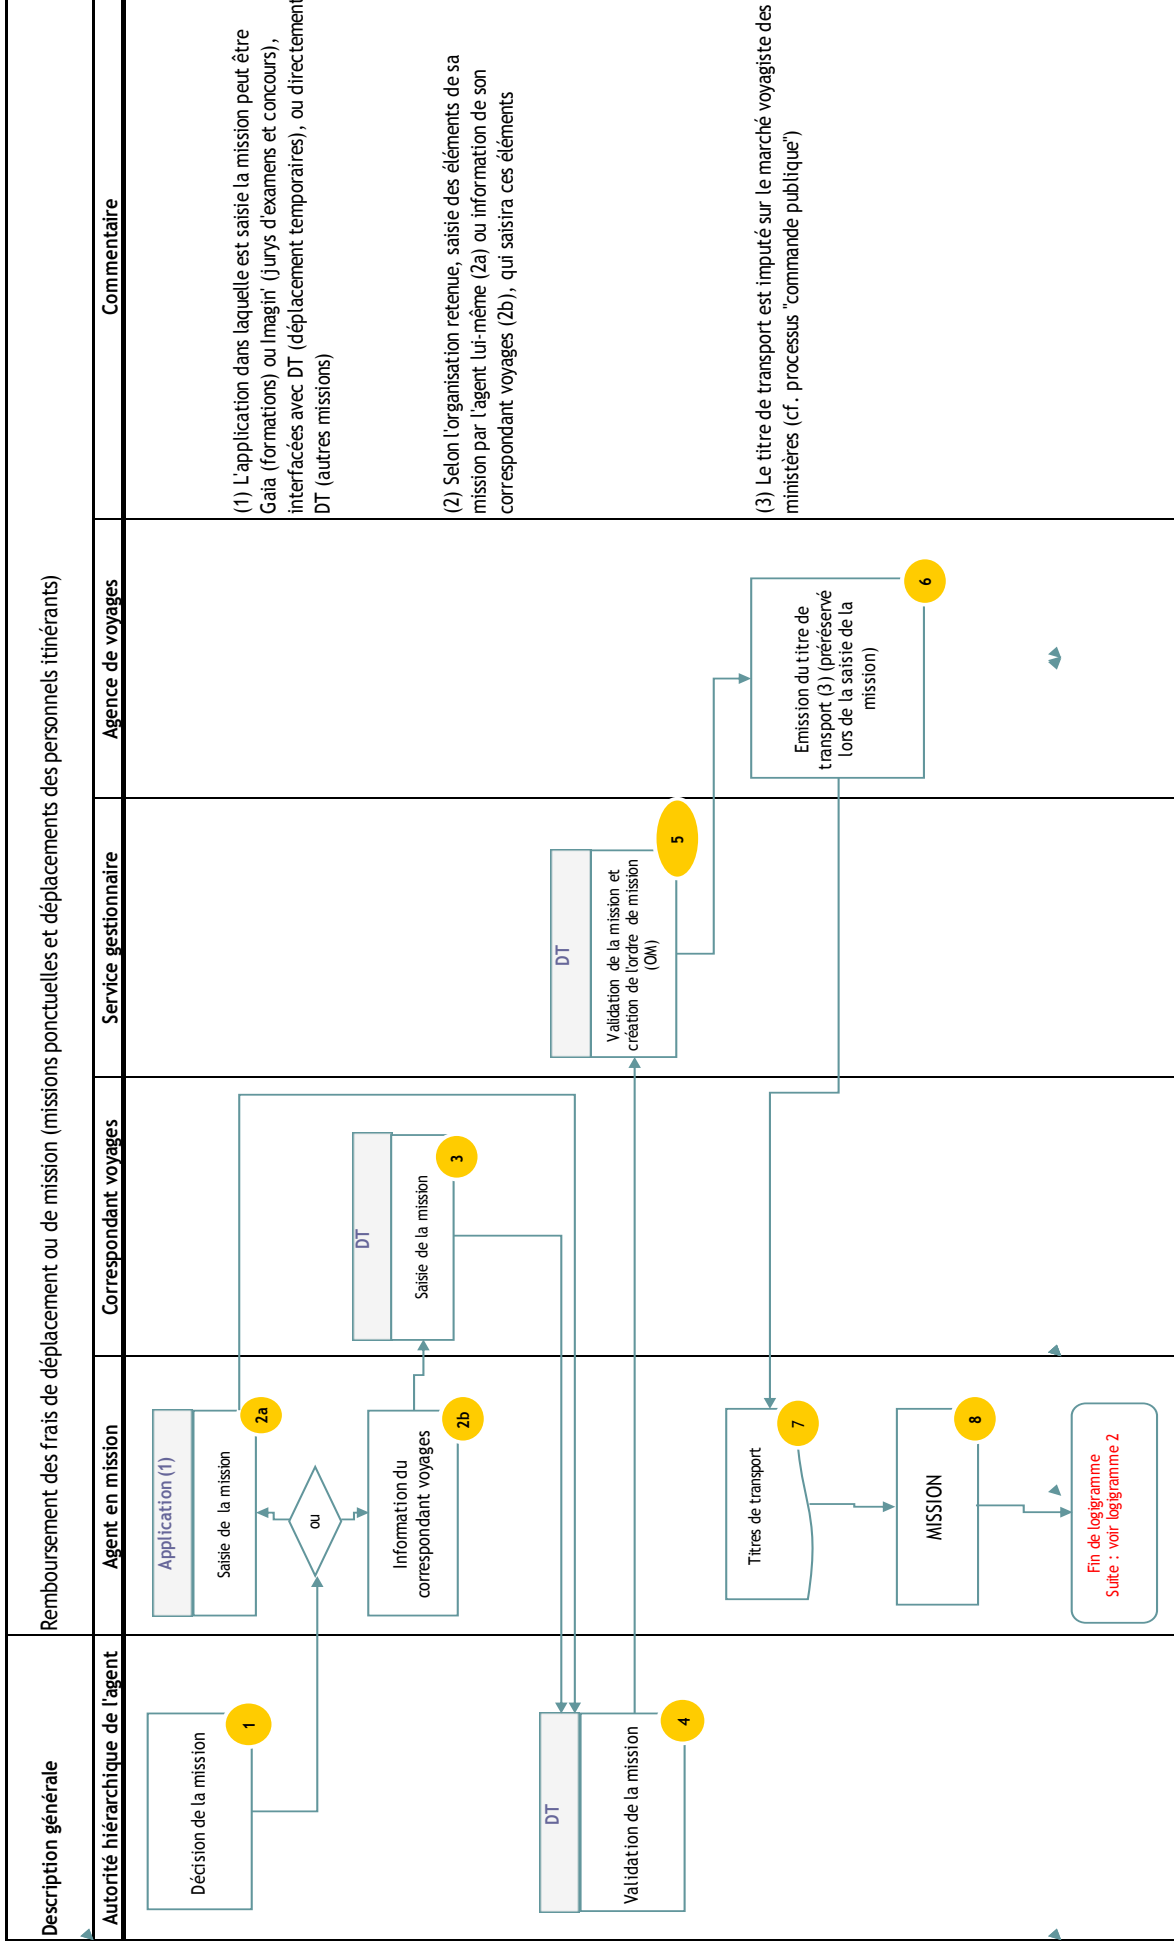 Description générale
Remboursement des frais de déplacement ou de mission (missions ponctuelles et déplacements des personnels itinérants)
Autorité hiérarchique de l'agent
Agent en mission
Correspondant voyages
Service gestionnaire
Agence de voyages
Commentaire
Décision de la mission
1
Application (1)
Saisie de la mission
2a
ou
Information du
correspondant voyages
2b
DT
Saisie de la mission
3
DT
Validation de la mission
4
DT
Validation de la mission et
création de l'ordre de mission
(OM)
5
Emission du titre de
transport (3) (préréservé
lors de la saisie de la
mission)
6
Titres de transport
7
MISSION
8
Fin de logigramme
Suite : voir logigramme 2
(1) L'application dans laquelle est saisie la mission peut être
Gaia (formations) ou Imagin' (jurys d'examens et concours),
interfacées avec DT (déplacement temporaires), ou directement
DT (autres missions)
(2) Selon l'organisation retenue, saisie des éléments de sa
mission par l'agent lui-même (2a) ou information de son
correspondant voyages (2b), qui saisira ces éléments
(3) Le titre de transport est imputé sur le marché voyagiste des
ministères (cf. processus "commande publique")